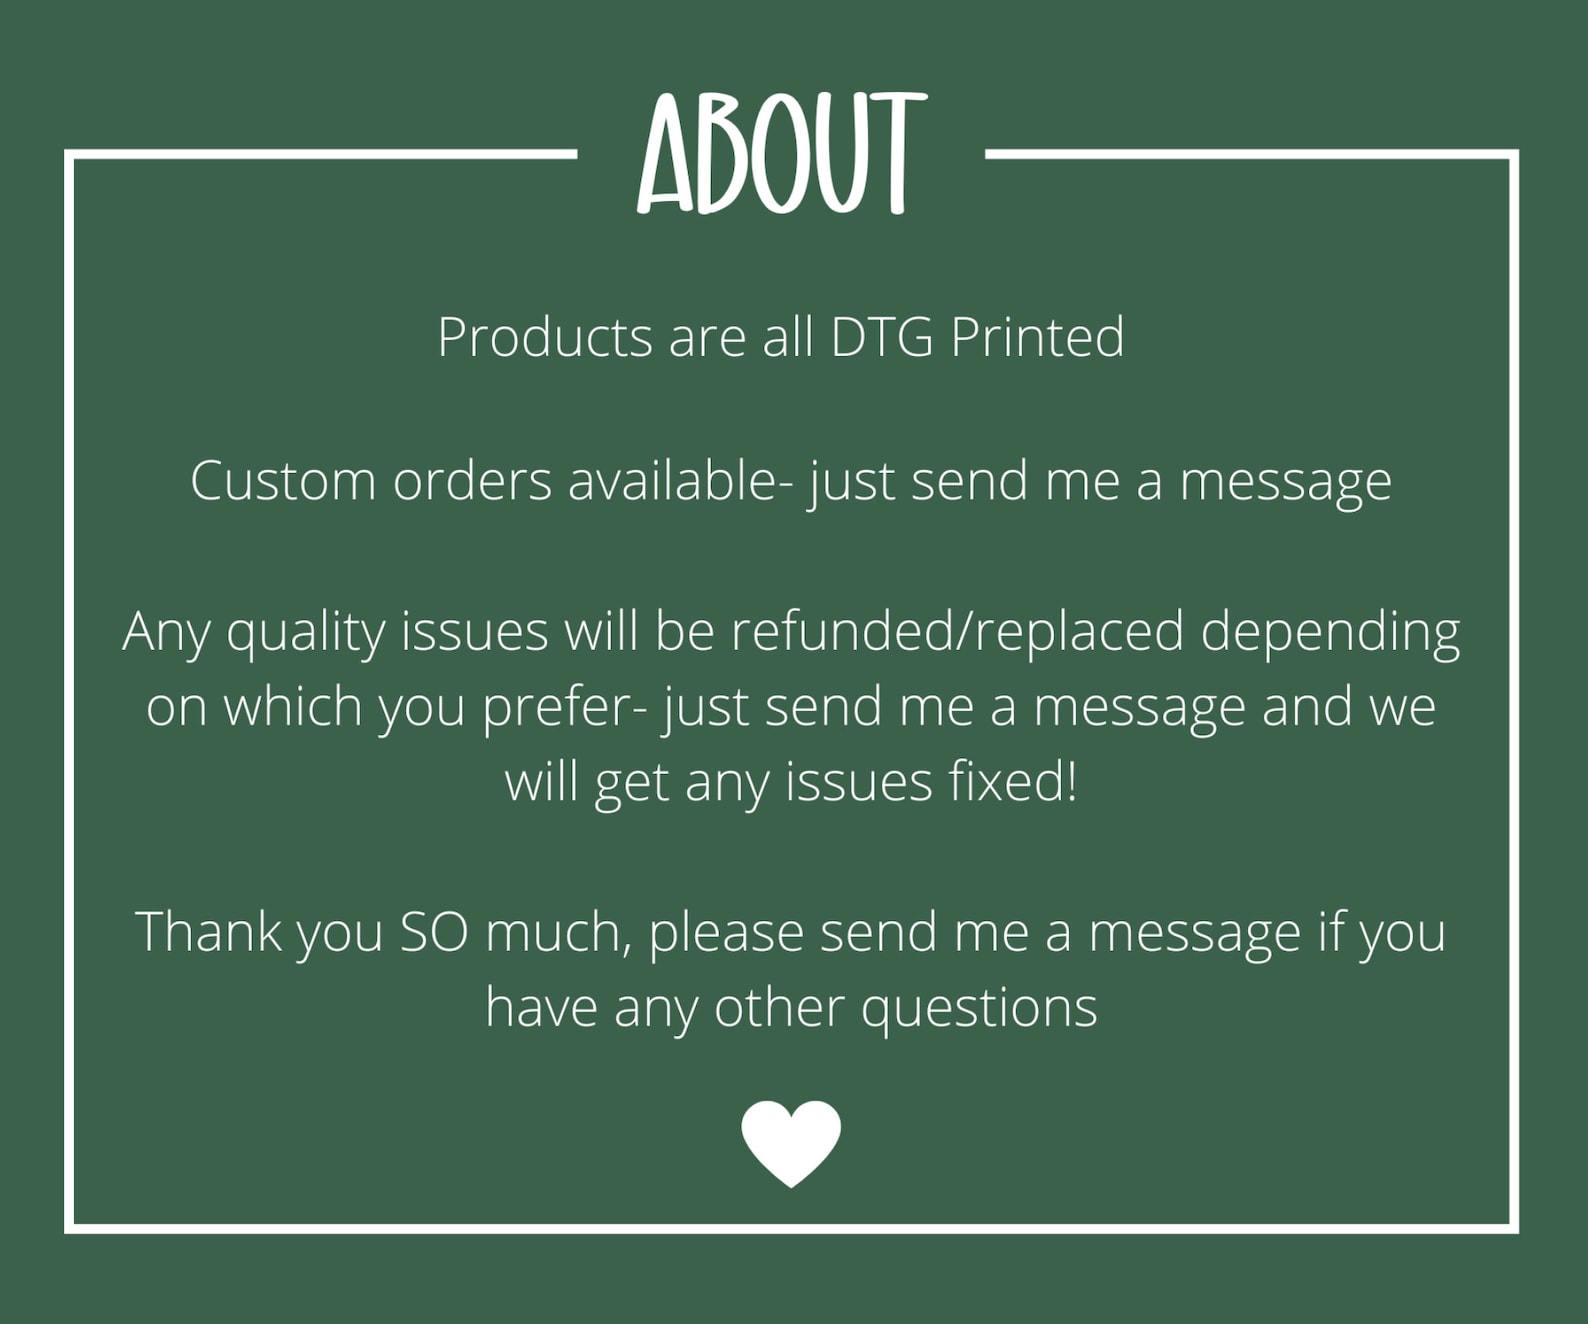 ABOUT
Products are all DTG Printed
Custom orders available- just send me a message
Any quality issues will be refunded/replaced depending
on which you prefer- just send me a message and we
will get any issues fixed!
Thank you SO much, please send me a message if you
have any other questions